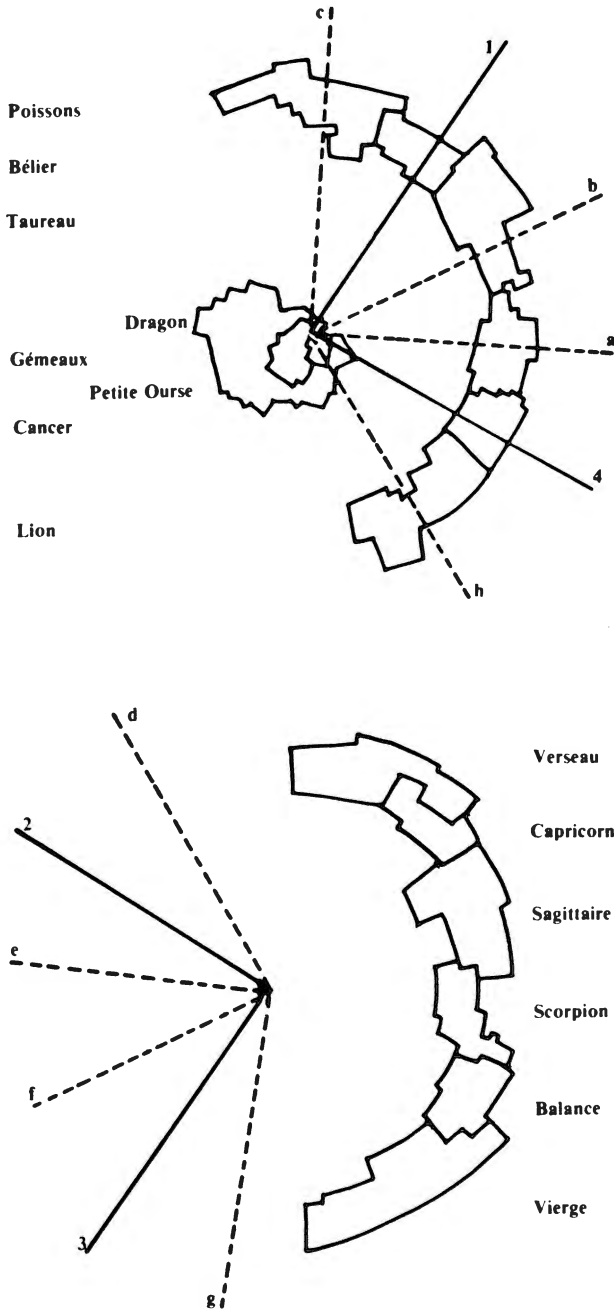 c
1
Poissons
Bélier
b
Taureau
Dragon
a
Gémeaux
Petite Ourse
Cancer
4
Lion
h
d
Verseau
2
Capricorn
Sagittaire
e
Scorpion
f
Balance
Vierge
3
g